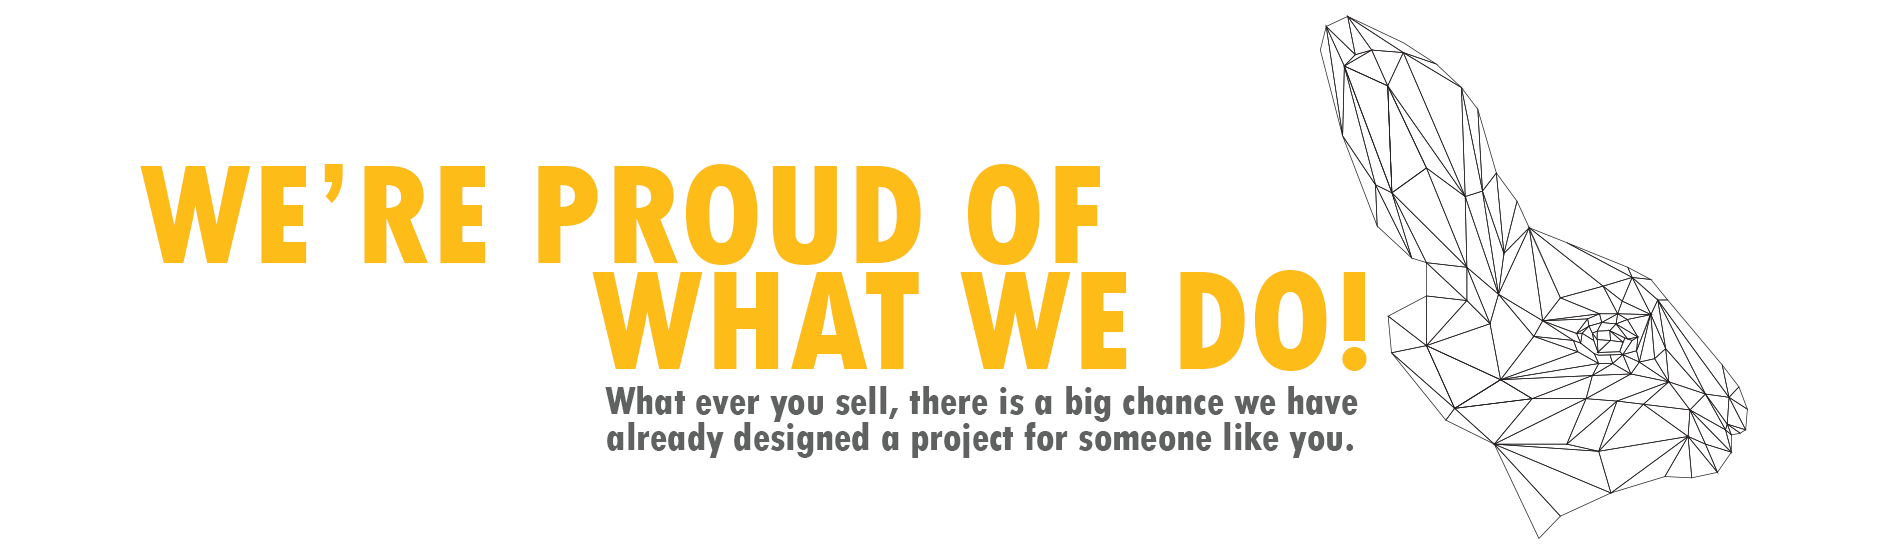 WE’RE PROUD OF
WHAT WE DO!
What ever you sell, there is a big chance we have
already designed a project for someone like you.